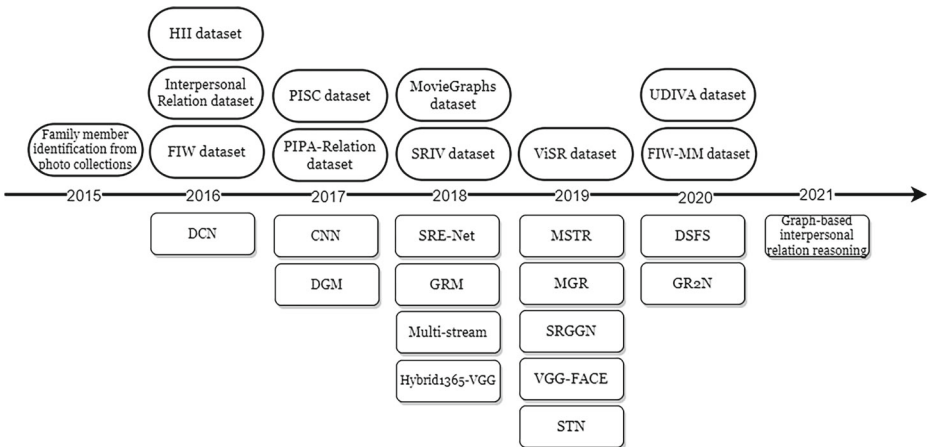 HII dataset
Interpersonal
Relation dataset
PISC dataset
MovieGraphs
dataset
UDIVA dataset
Family member
identification from
photo collections
FIW dataset
PIPA-Relation
dataset
SRIV dataset
ViSR dataset
FIW-MM dataset
2015
2016
2017
2018
2019
2020
2021
DCN
CNN
SRE-Net
MSTR
DSFS
Graph-based
interpersonal
relation reasoning
DGM
GRM
MGR
GR2N
Multi-stream
SRGGN
Hybrid1365-VGG
VGG-FACE
STN